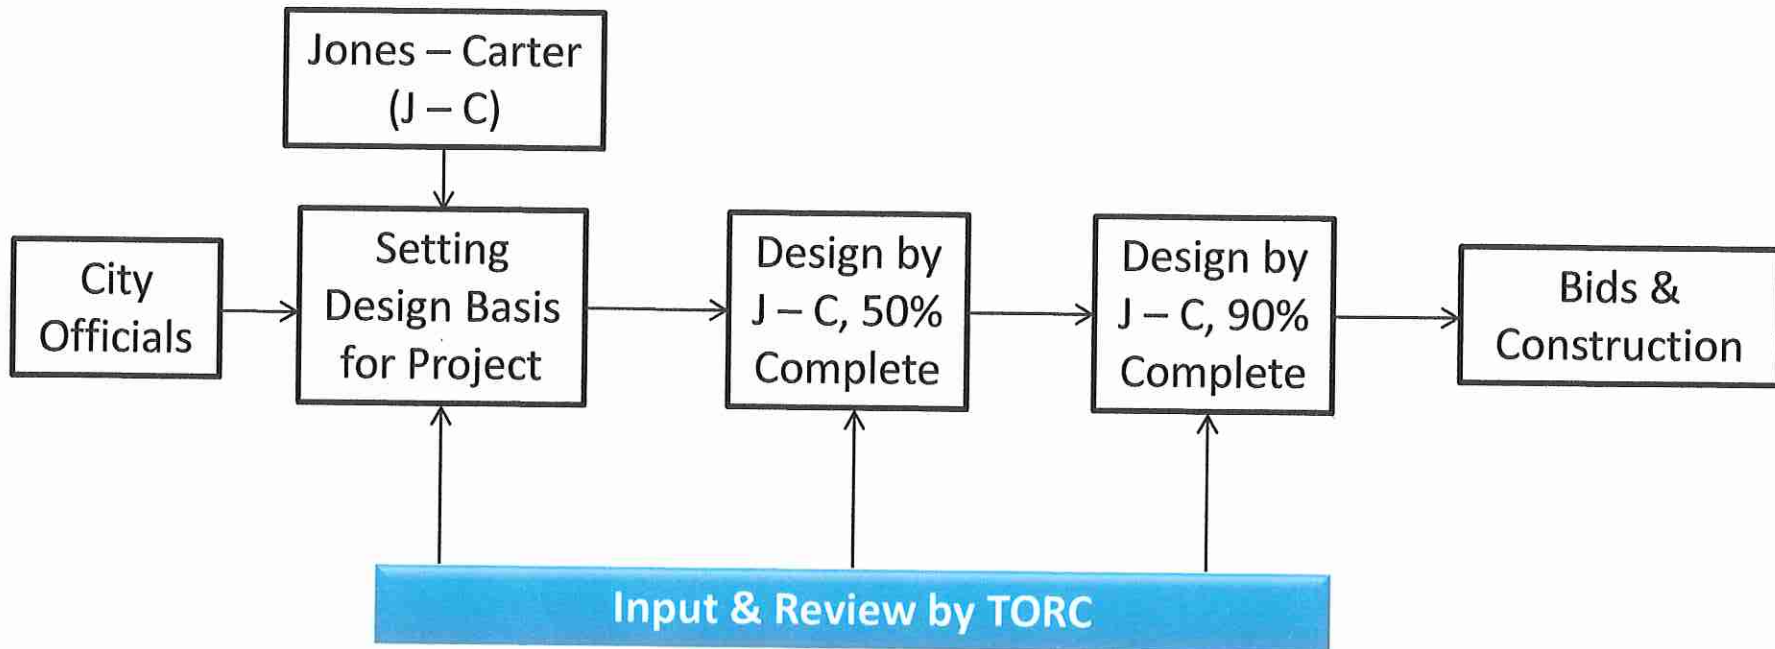 Jones – Carter
(J – C)
City
Officials
Setting
Design Basis
for Project
Design by
J – C, 50%
Complete
Design by
J – C, 90%
Complete
Bids &
Construction
Input & Review by TORC